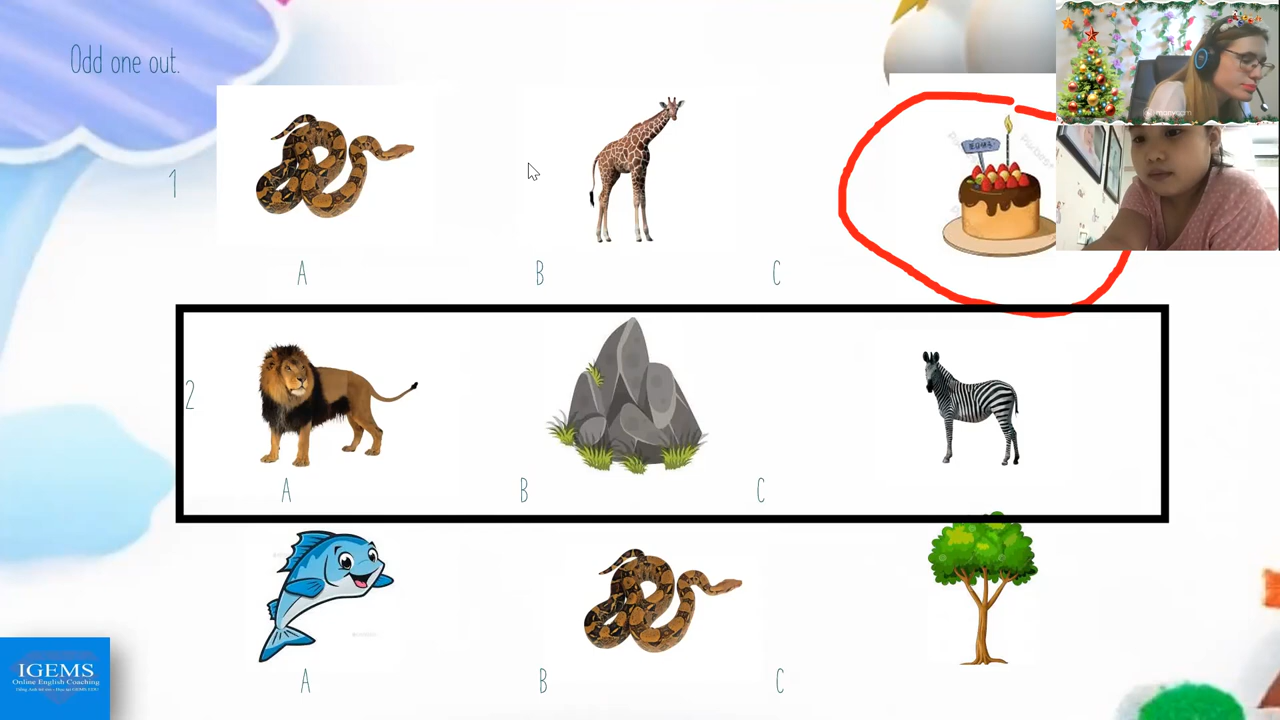 Odd one out.
1
A B C
2
A B C
A B C
IGEMS
Online English Coaching